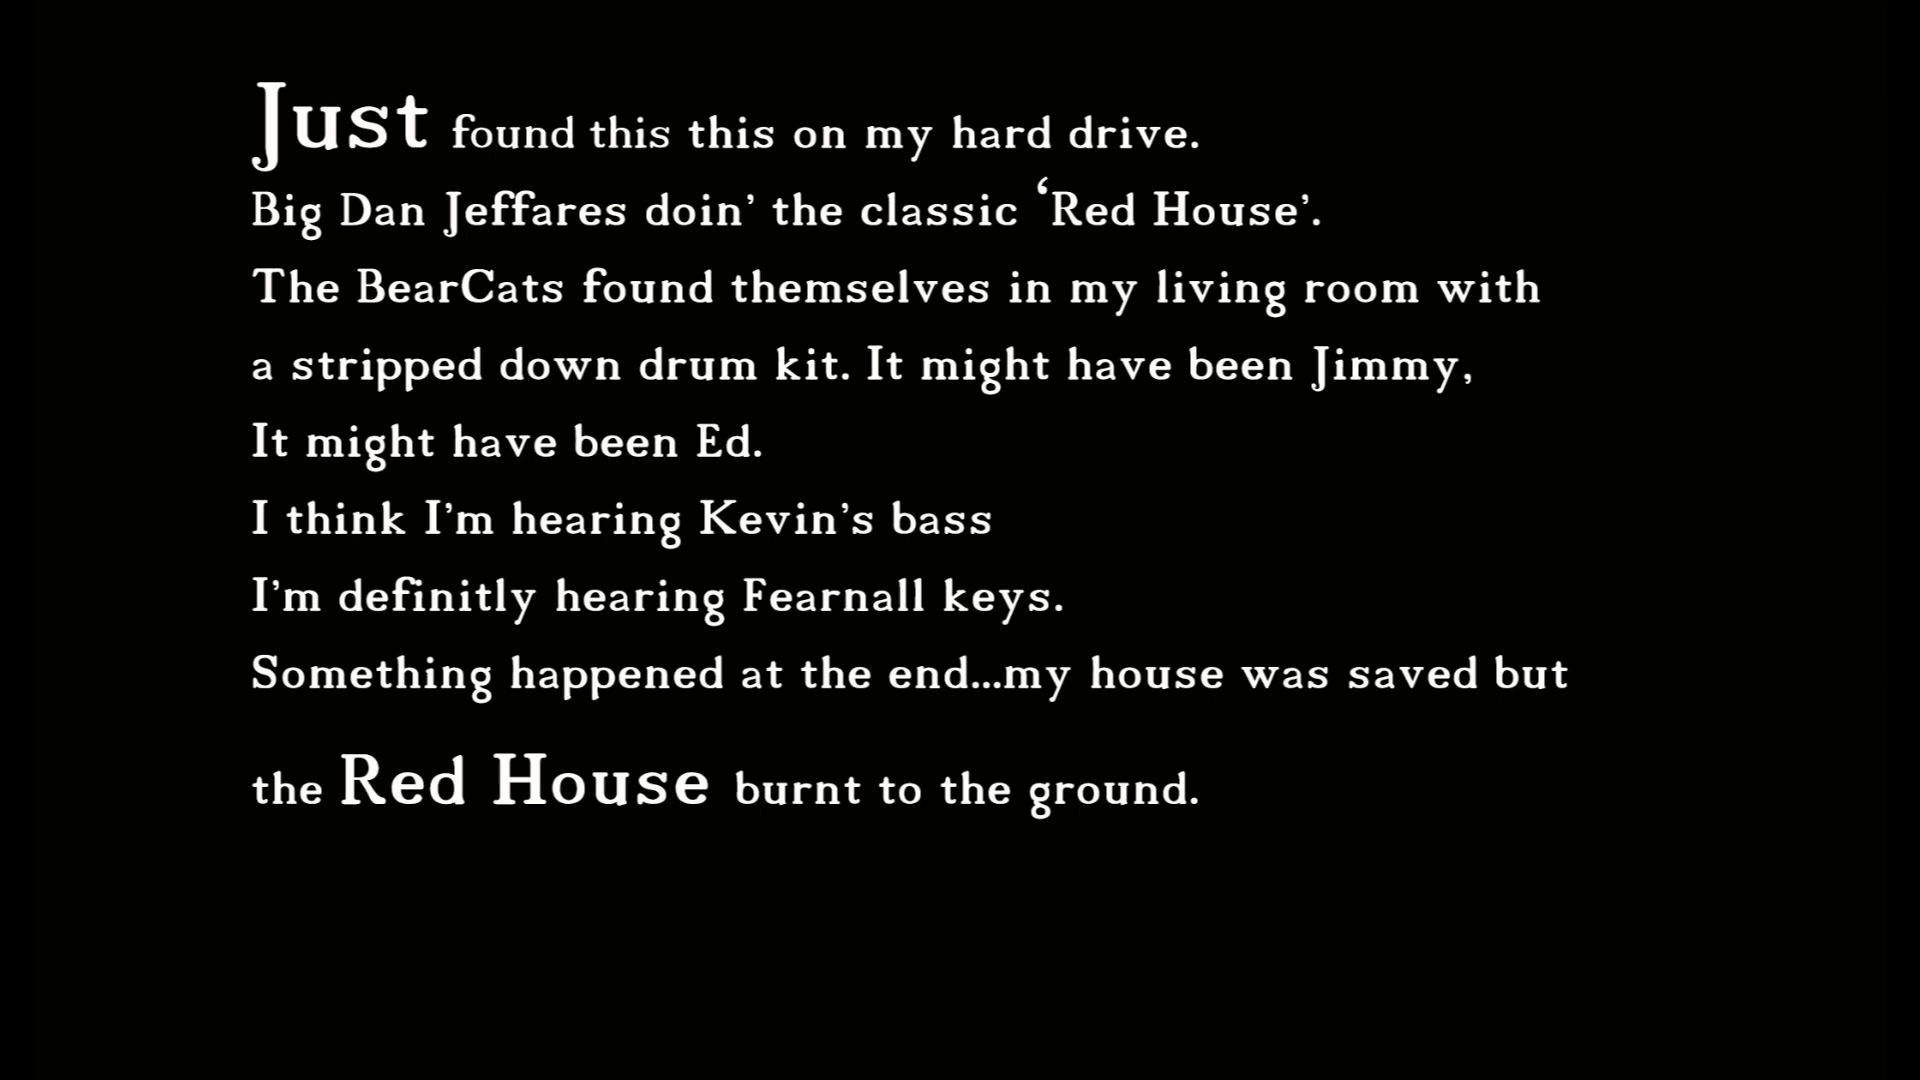 Just found this this on my hard drive.
Big Dan Jeffares doin’ the classic ‘Red House’.
The BearCats found themselves in my living room with
a stripped down drum kit. It might have been Jimmy,
It might have been Ed.
I think I’m hearing Kevin’s bass
I’m definitly hearing Fearnall keys.
Something happened at the end...my house was saved but
the Red House burnt to the ground.